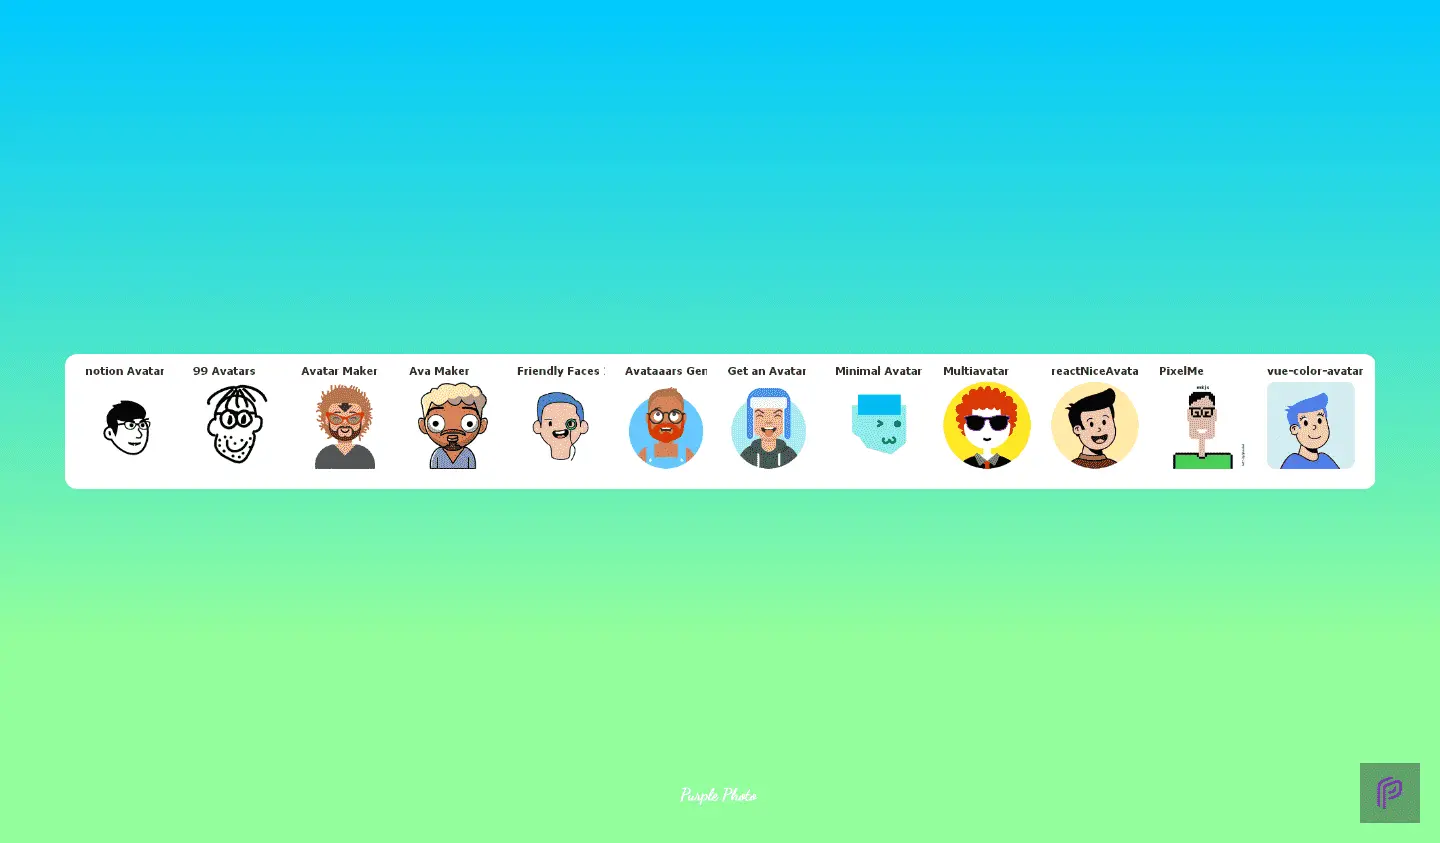 notion Avatar
99 Avatars
Avatar Maker
Ava Maker
Friendly Faces
Avataaars Gen
Get an Avatar
Minimal Avatar
Multiavatar
reactNiceAvata
PixelMe
vue-color-avatar
Purple Photo